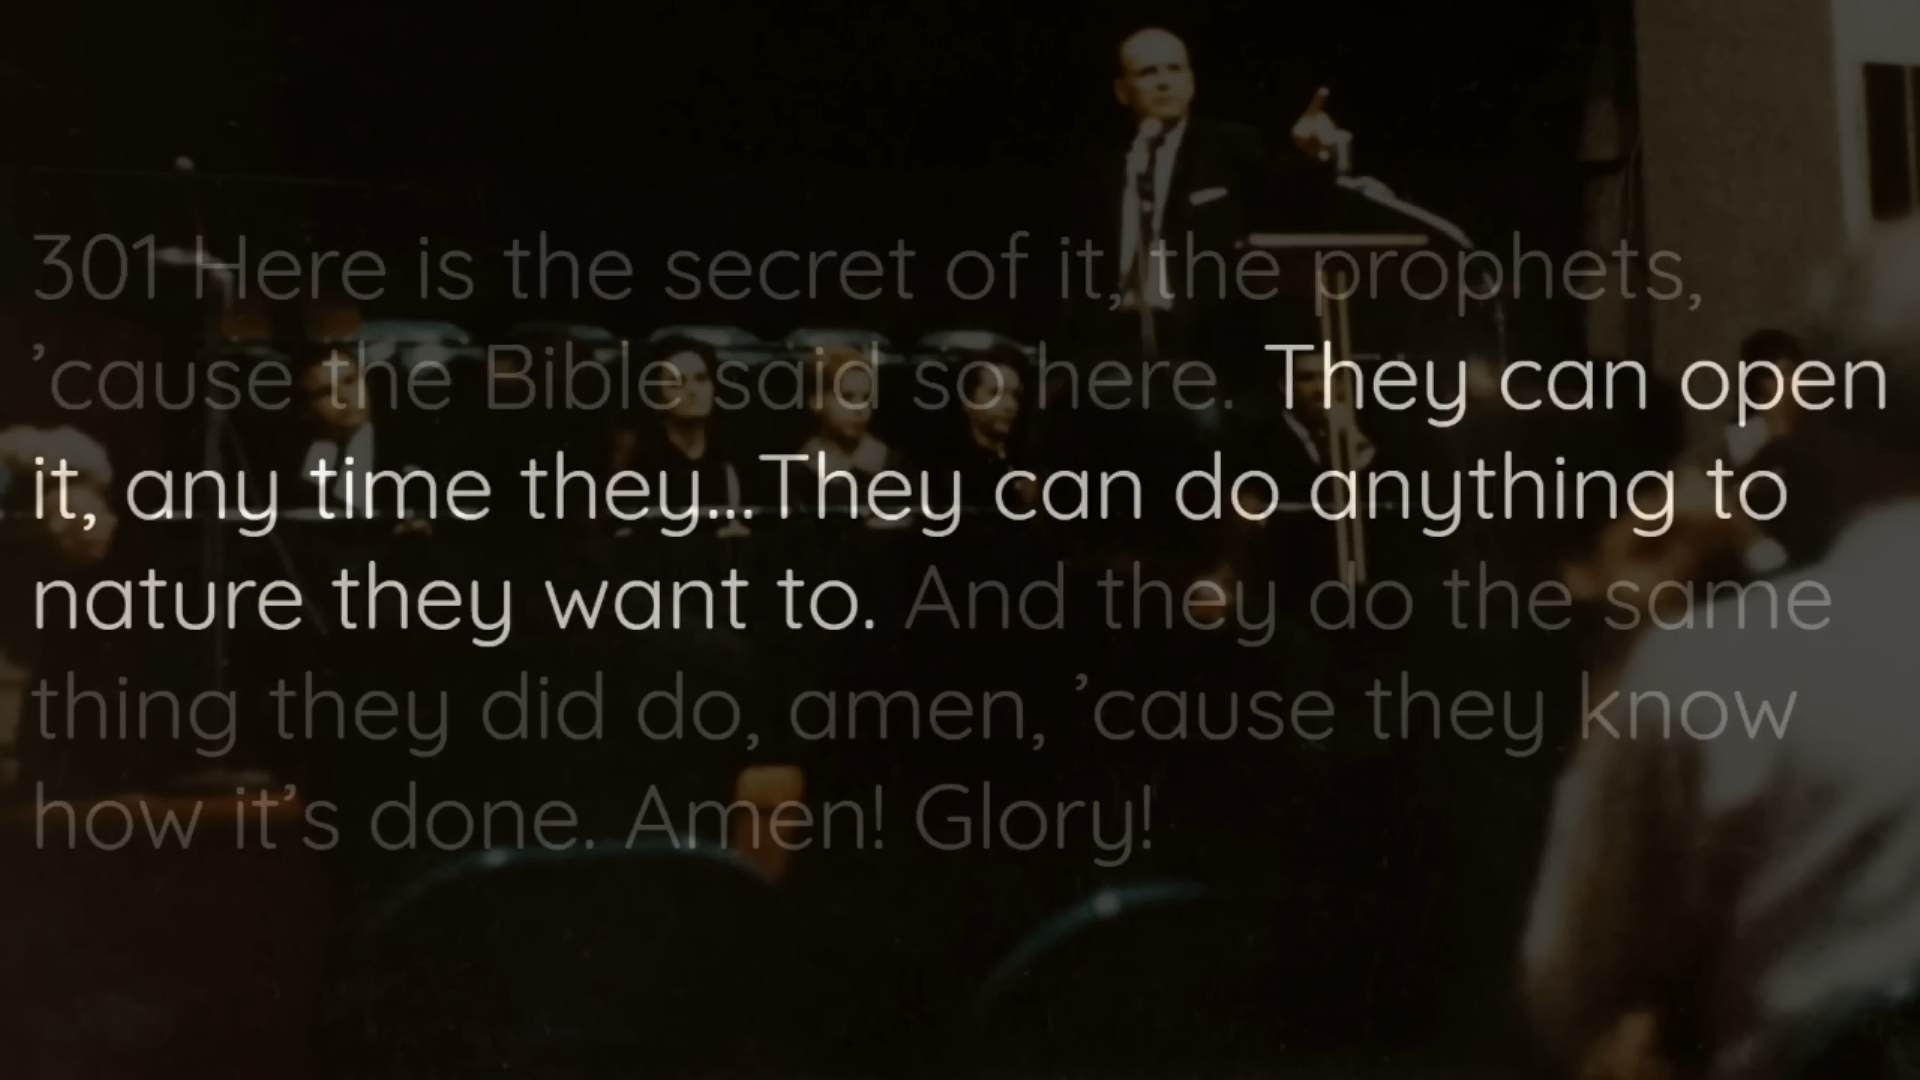 301 Here is the secret of it, the prophets,
’cause the Bible said so here. They can open
it, any time they...They can do anything to
nature they want to. And they do the same
thing they did do, amen, ’cause they know
how it’s done. Amen! Glory!